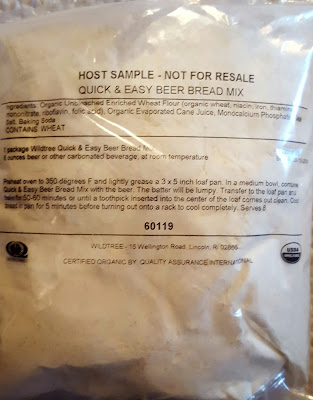 HOST SAMPLE - NOT FOR RESALE
QUICK & EASY BEER BREAD MIX
Ingredients: Organic Unbleached Enriched Wheat Flour (organic wheat, niacin, iron, thiamin
mononitrate, riboflavin, folic acid), Organic Evaporated Cane Juice, Monocalcium Phosphate
Salt, Baking Soda
CONTAINS WHEAT
package Wildtree Quick & Easy Beer Bread Mix
ounces beer or other carbonated beverage, at room temperature
Preheat oven to 350 degrees F and lightly grease a 3 x 5 inch loaf pan. In a medium bowl, combine
Quick & Easy Beer Bread Mix with the beer. The batter will be lumpy. Transfer to the loaf pan and
bake for 50-60 minutes or until a toothpick inserted into the center of the loaf comes out clean. Cool
bread in pan for 5 minutes before turning out onto a rack to cool completely. Serves 8
60119
WILDTREE - 15 Wellington Road, Lincoln, RI 02865
CERTIFIED ORGANIC BY: QUALITY ASSURANCE INTERNATIONAL
USDA
ORGANIC